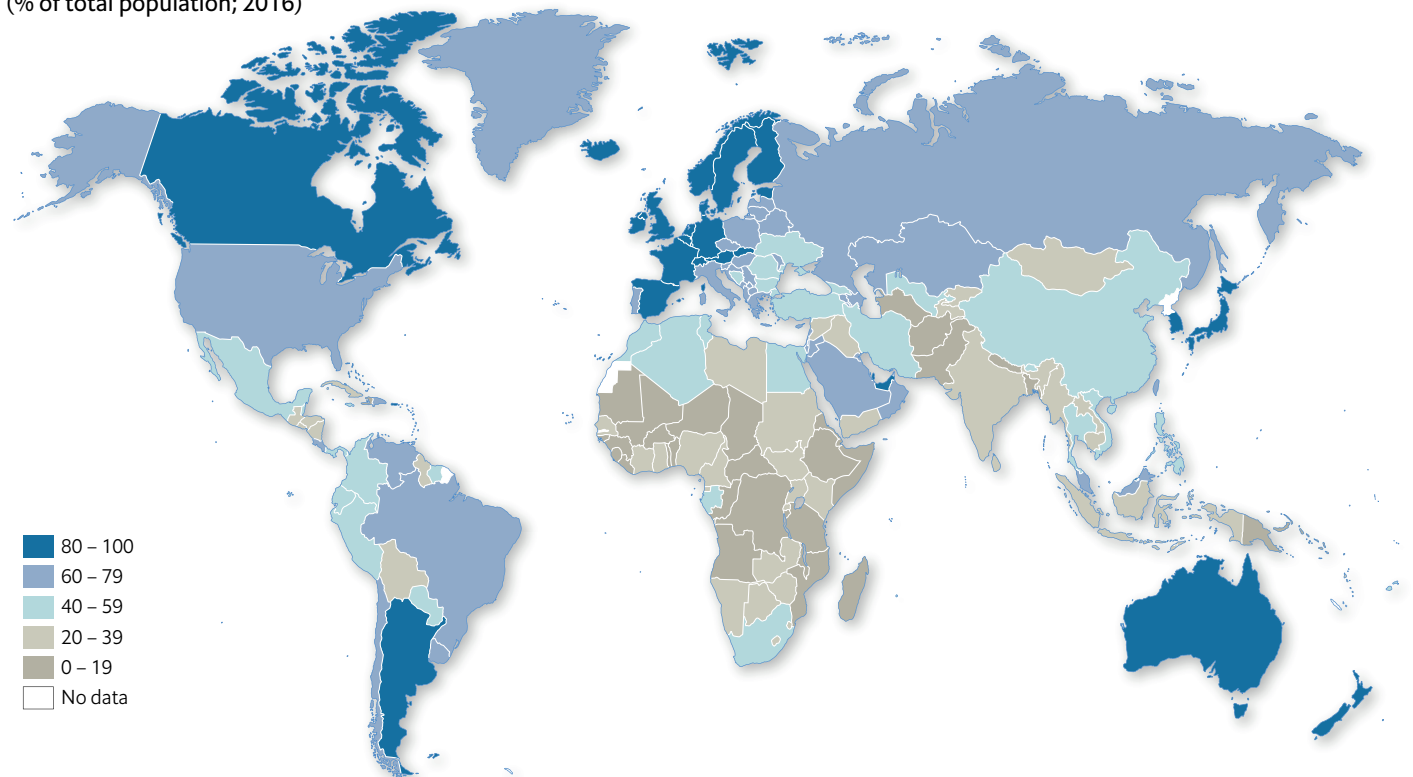 (% of total population; 2016)
80 – 100
60 – 79
40 – 59
20 – 39
0 – 19
No data